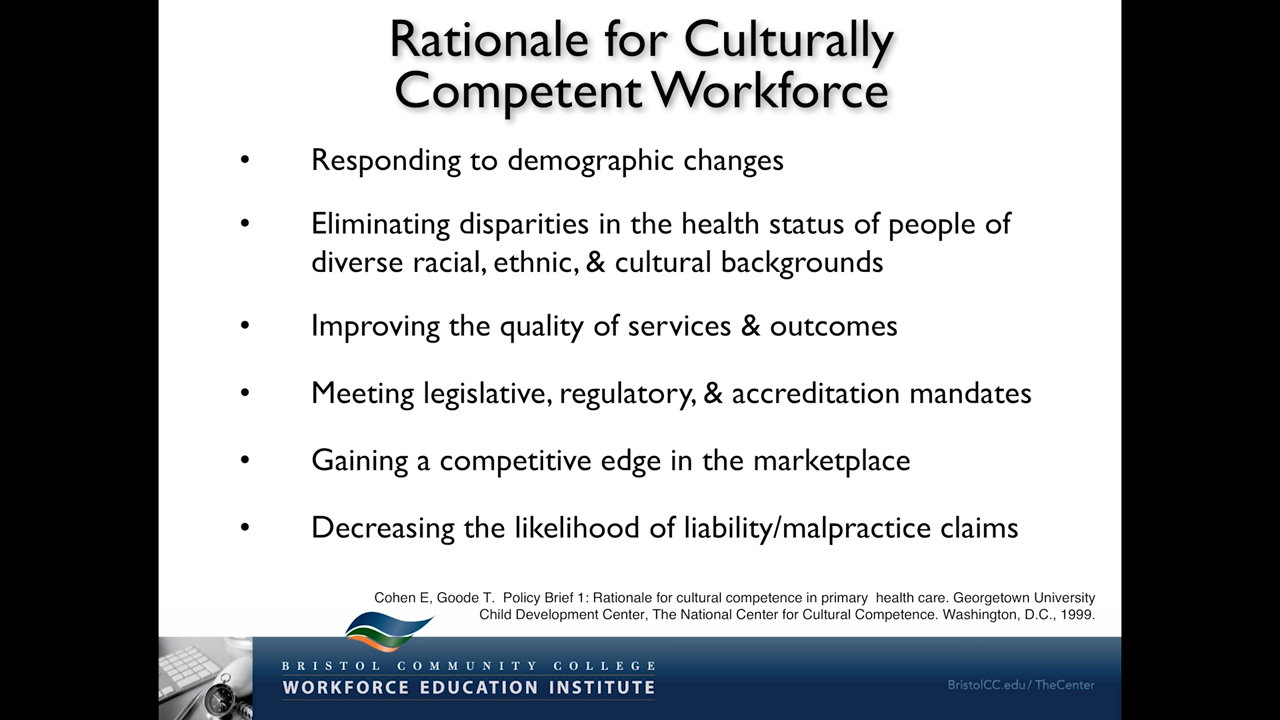 Rationale for Culturally
Competent Workforce
• Responding to demographic changes
• Eliminating disparities in the health status of people of
diverse racial, ethnic, & cultural backgrounds
• Improving the quality of services & outcomes
• Meeting legislative, regulatory, & accreditation mandates
• Gaining a competitive edge in the marketplace
• Decreasing the likelihood of liability/malpractice claims
Cohen E, Goode T. Policy Brief 1: Rationale for cultural competence in primary health care. Georgetown University
Child Development Center, The National Center for Cultural Competence. Washington, D.C., 1999.
BRISTOL COMMUNITY COLLEGE
WORKFORCE EDUCATION INSTITUTE
BristolCC.edu / TheCenter